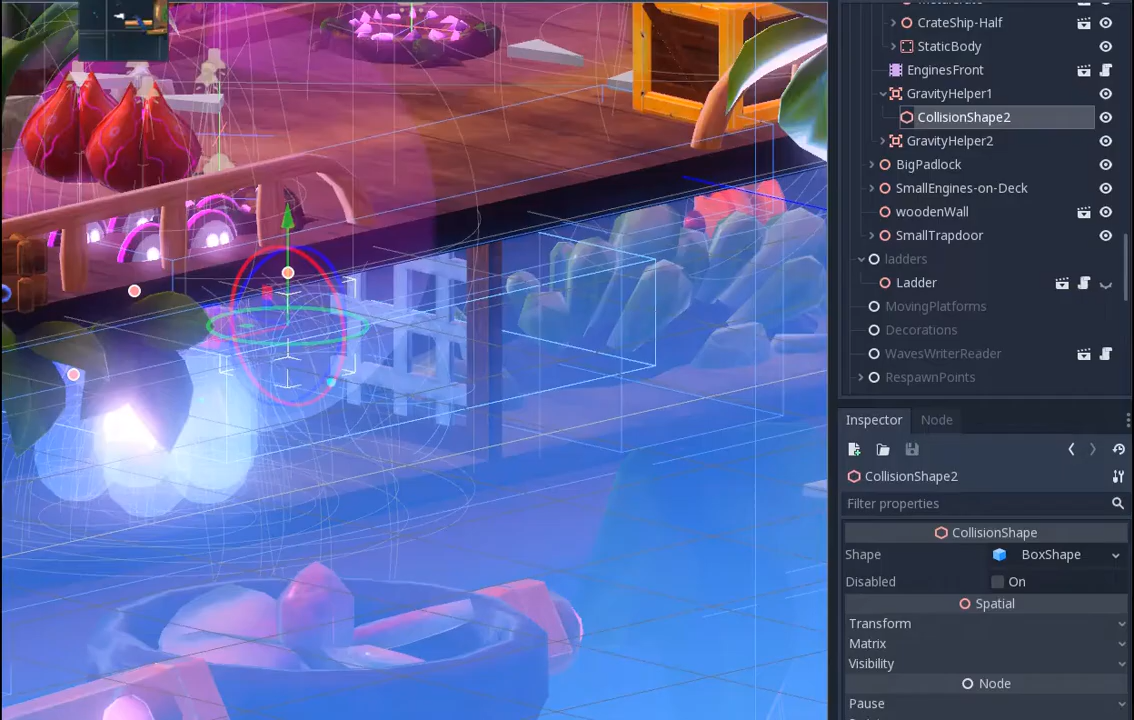 CrateShip-Half
StaticBody
EnginesFront
GravityHelper1
CollisionShape2
GravityHelper2
BigPadlock
SmallEngines-on-Deck
woodenWall
SmallTrapdoor
ladders
Ladder
MovingPlatforms
Decorations
WavesWriterReader
RespawnPoints
Inspector Node
CollisionShape2
Filter properties
CollisionShape
Shape BoxShape
Disabled On
Spatial
Transform
Matrix
Visibility
Node
Pause